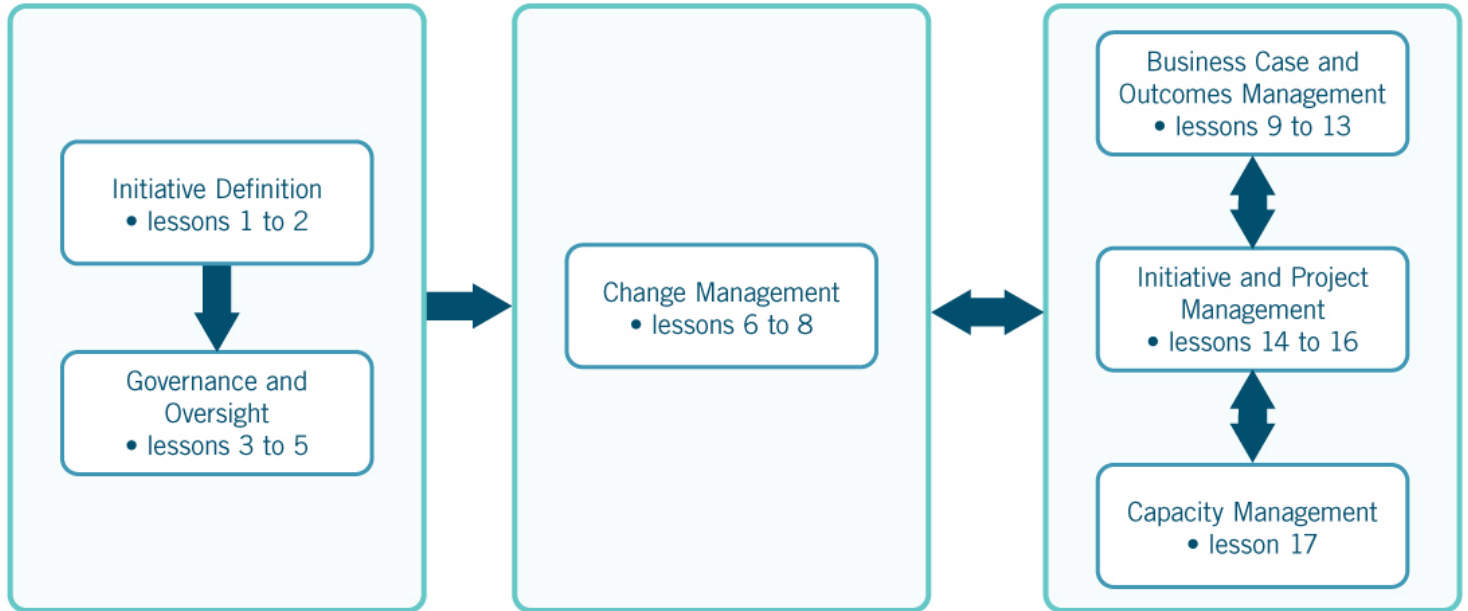 Initiative Definition
• lessons 1 to 2
Governance and
Oversight
• lessons 3 to 5
Change Management
• lessons 6 to 8
Business Case and
Outcomes Management
• lessons 9 to 13
Initiative and Project
Management
• lessons 14 to 16
Capacity Management
• lesson 17